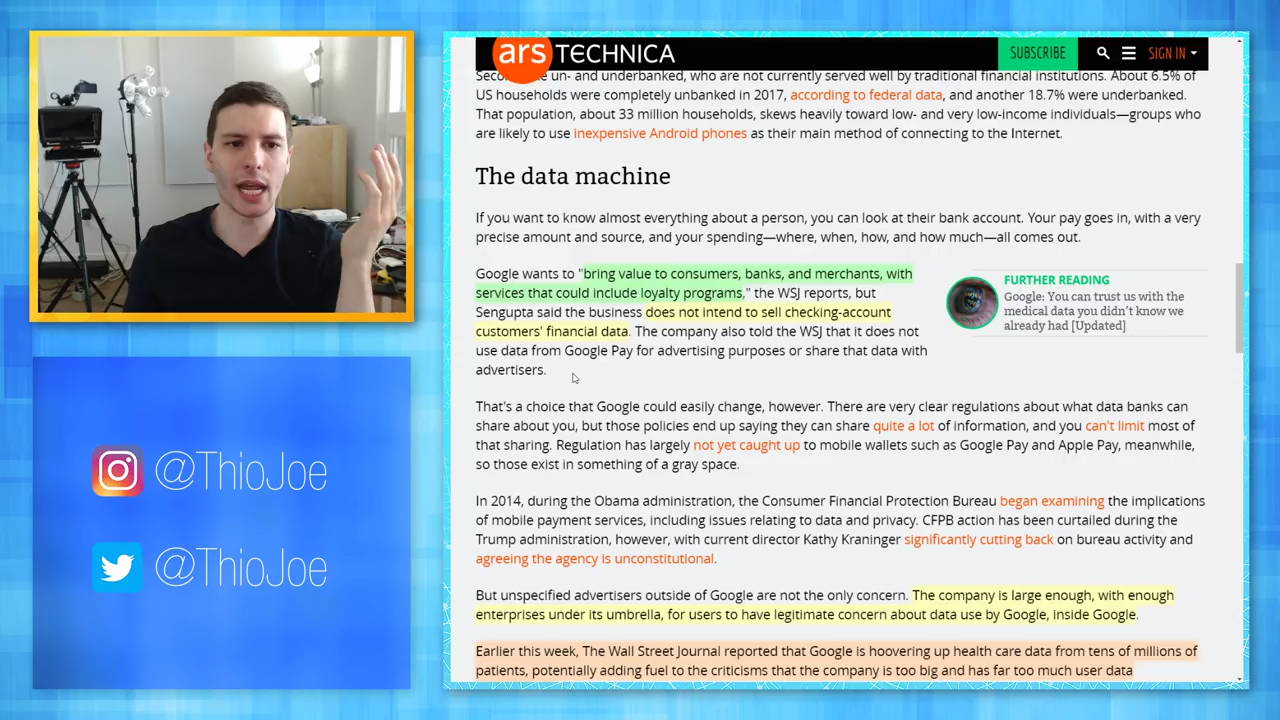 ars TECHNICA
SUBSCRIBE
SIGN IN
un- and underbanked, who are not currently served well by traditional financial institutions. About 6.5% of
US households were completely unbanked in 2017, according to federal data, and another 18.7% were underbanked.
That population, about 33 million households, skews heavily toward low- and very low-income individuals—groups who
are likely to use inexpensive Android phones as their main method of connecting to the Internet.
The data machine
If you want to know almost everything about a person, you can look at their bank account. Your pay goes in, with a very
precise amount and source, and your spending—where, when, how, and how much—all comes out.
Google wants to "bring value to consumers, banks, and merchants, with
services that could include loyalty programs," the WSJ reports, but
Sengupta said the business does not intend to sell checking-account
customers' financial data. The company also told the WSJ that it does not
use data from Google Pay for advertising purposes or share that data with
advertisers.
FURTHER READING
Google: You can trust us with the
medical data you didn't know we
already had [Updated]
That's a choice that Google could easily change, however. There are very clear regulations about what data banks can
share about you, but those policies end up saying they can share quite a lot of information, and you can't limit most of
that sharing. Regulation has largely not yet caught up to mobile wallets such as Google Pay and Apple Pay, meanwhile,
so those exist in something of a gray space.
In 2014, during the Obama administration, the Consumer Financial Protection Bureau began examining the implications
of mobile payment services, including issues relating to data and privacy. CFPB action has been curtailed during the
Trump administration, however, with current director Kathy Kraninger significantly cutting back on bureau activity and
agreeing the agency is unconstitutional.
But unspecified advertisers outside of Google are not the only concern. The company is large enough, with enough
enterprises under its umbrella, for users to have legitimate concern about data use by Google, inside Google.
Earlier this week, The Wall Street Journal reported that Google is hoovering up health care data from tens of millions of
patients, potentially adding fuel to the criticisms that the company is too big and has far too much user data
@ThioJoe
@ThioJoe